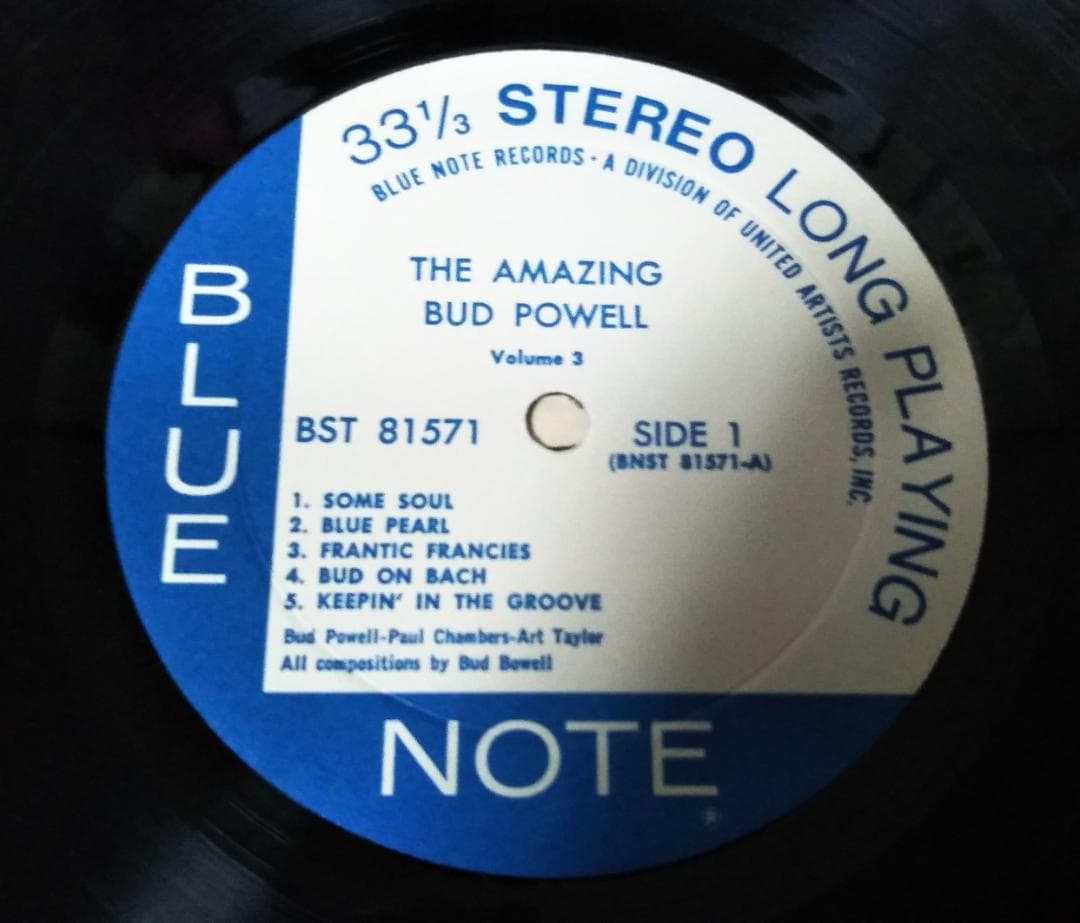 33⅓ STEREO LONG PLAYING
BLUE NOTE RECORDS · A DIVISION OF UNITED ARTISTS RECORDS, INC.
THE AMAZING
BUD POWELL
Volume 3
BST 81571
SIDE 1
(BNST 81571-A)
1. SOME SOUL
2. BLUE PEARL
3. FRANTIC FRANCIES
4. BUD ON BACH
5. KEEPIN' IN THE GROOVE
Bud Powell-Paul Chambers-Art Taylor
All compositions by Bud Bowell
BLUE
NOTE